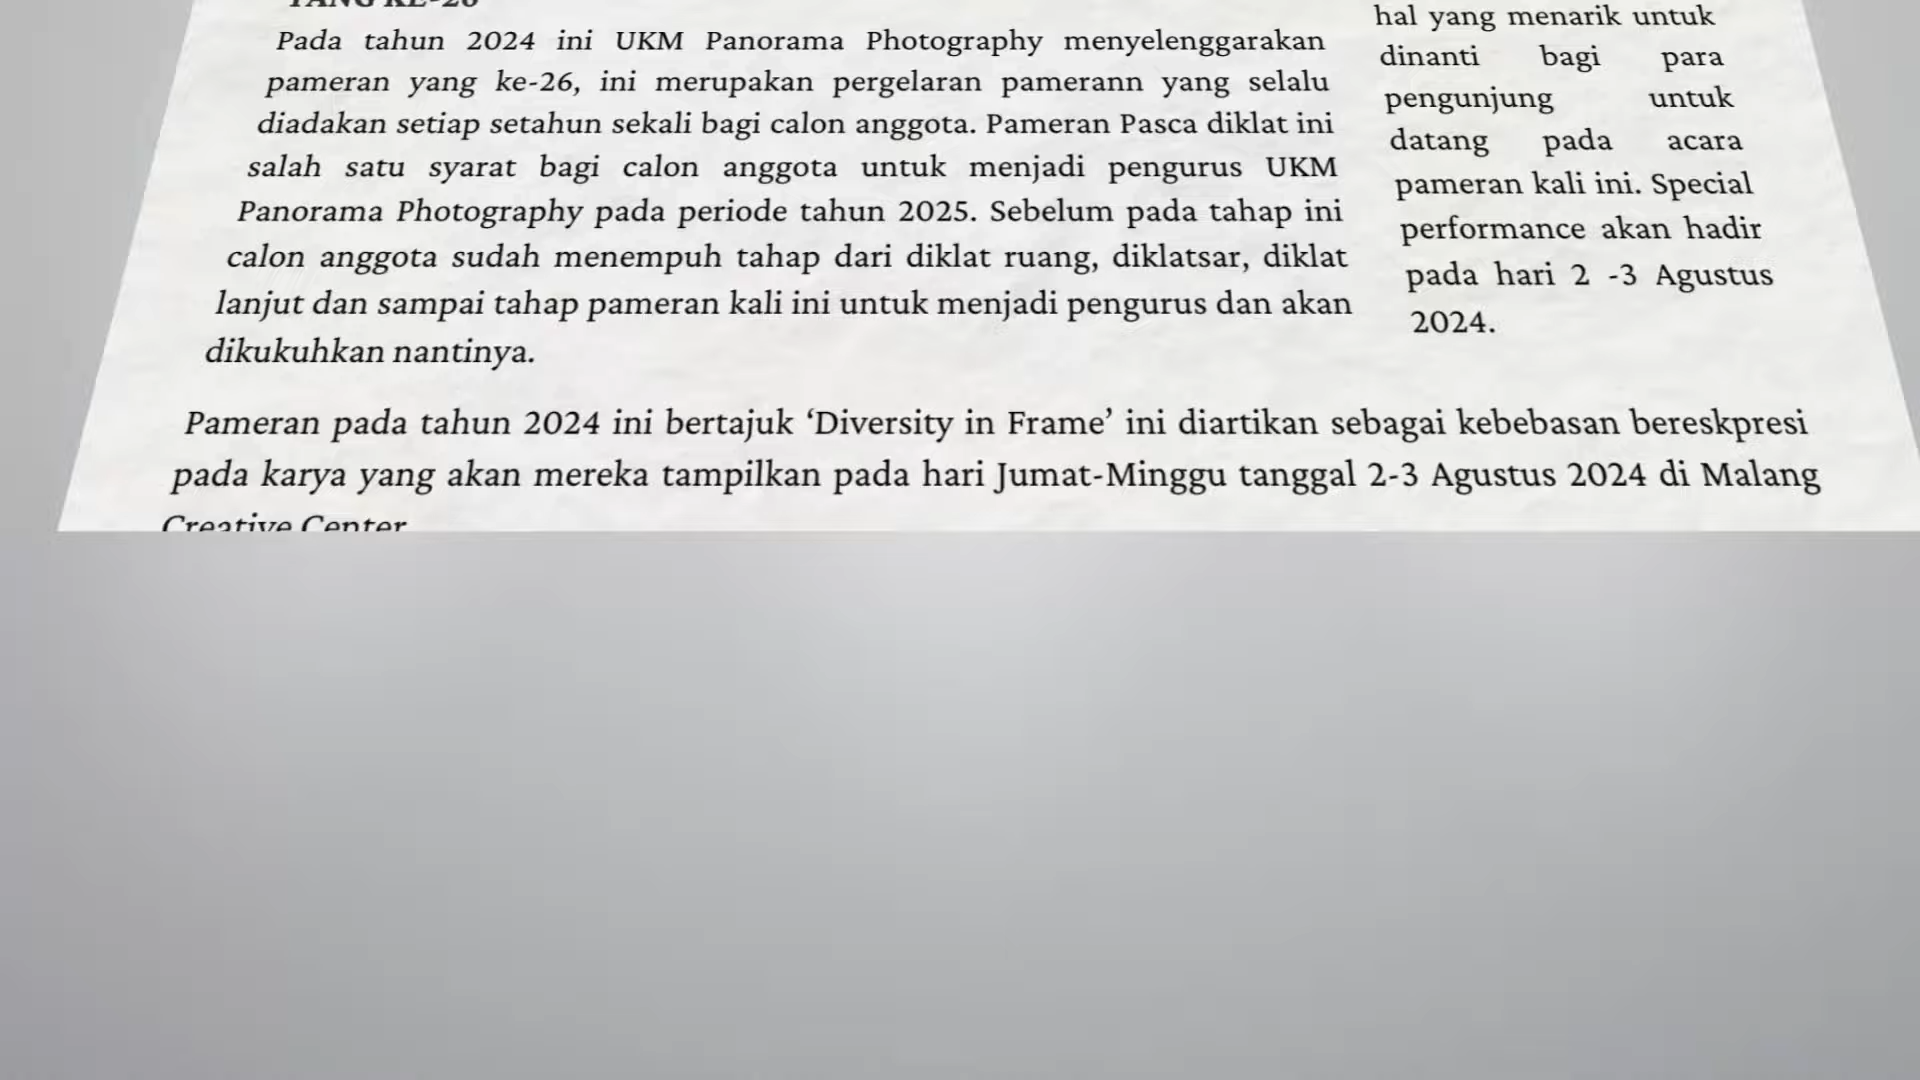 YANG KE-26
Pada tahun 2024 ini UKM Panorama Photography menyelenggarakan
pameran yang ke-26, ini merupakan pergelaran pamerann yang selalu
diadakan setiap setahun sekali bagi calon anggota. Pameran Pasca diklat ini
salah satu syarat bagi calon anggota untuk menjadi pengurus UKM
Panorama Photography pada periode tahun 2025. Sebelum pada tahap ini
calon anggota sudah menempuh tahap dari diklat ruang, diklatsar, diklat
lanjut dan sampai tahap pameran kali ini untuk menjadi pengurus dan akan
dikukuhkan nantinya.
hal yang menarik untuk
dinanti bagi para
pengunjung untuk
datang pada acara
pameran kali ini. Special
performance akan hadir
pada hari 2 -3 Agustus
2024.
Pameran pada tahun 2024 ini bertajuk ‘Diversity in Frame’ ini diartikan sebagai kebebasan bereskpresi
pada karya yang akan mereka tampilkan pada hari Jumat-Minggu tanggal 2-3 Agustus 2024 di Malang
Creative Center